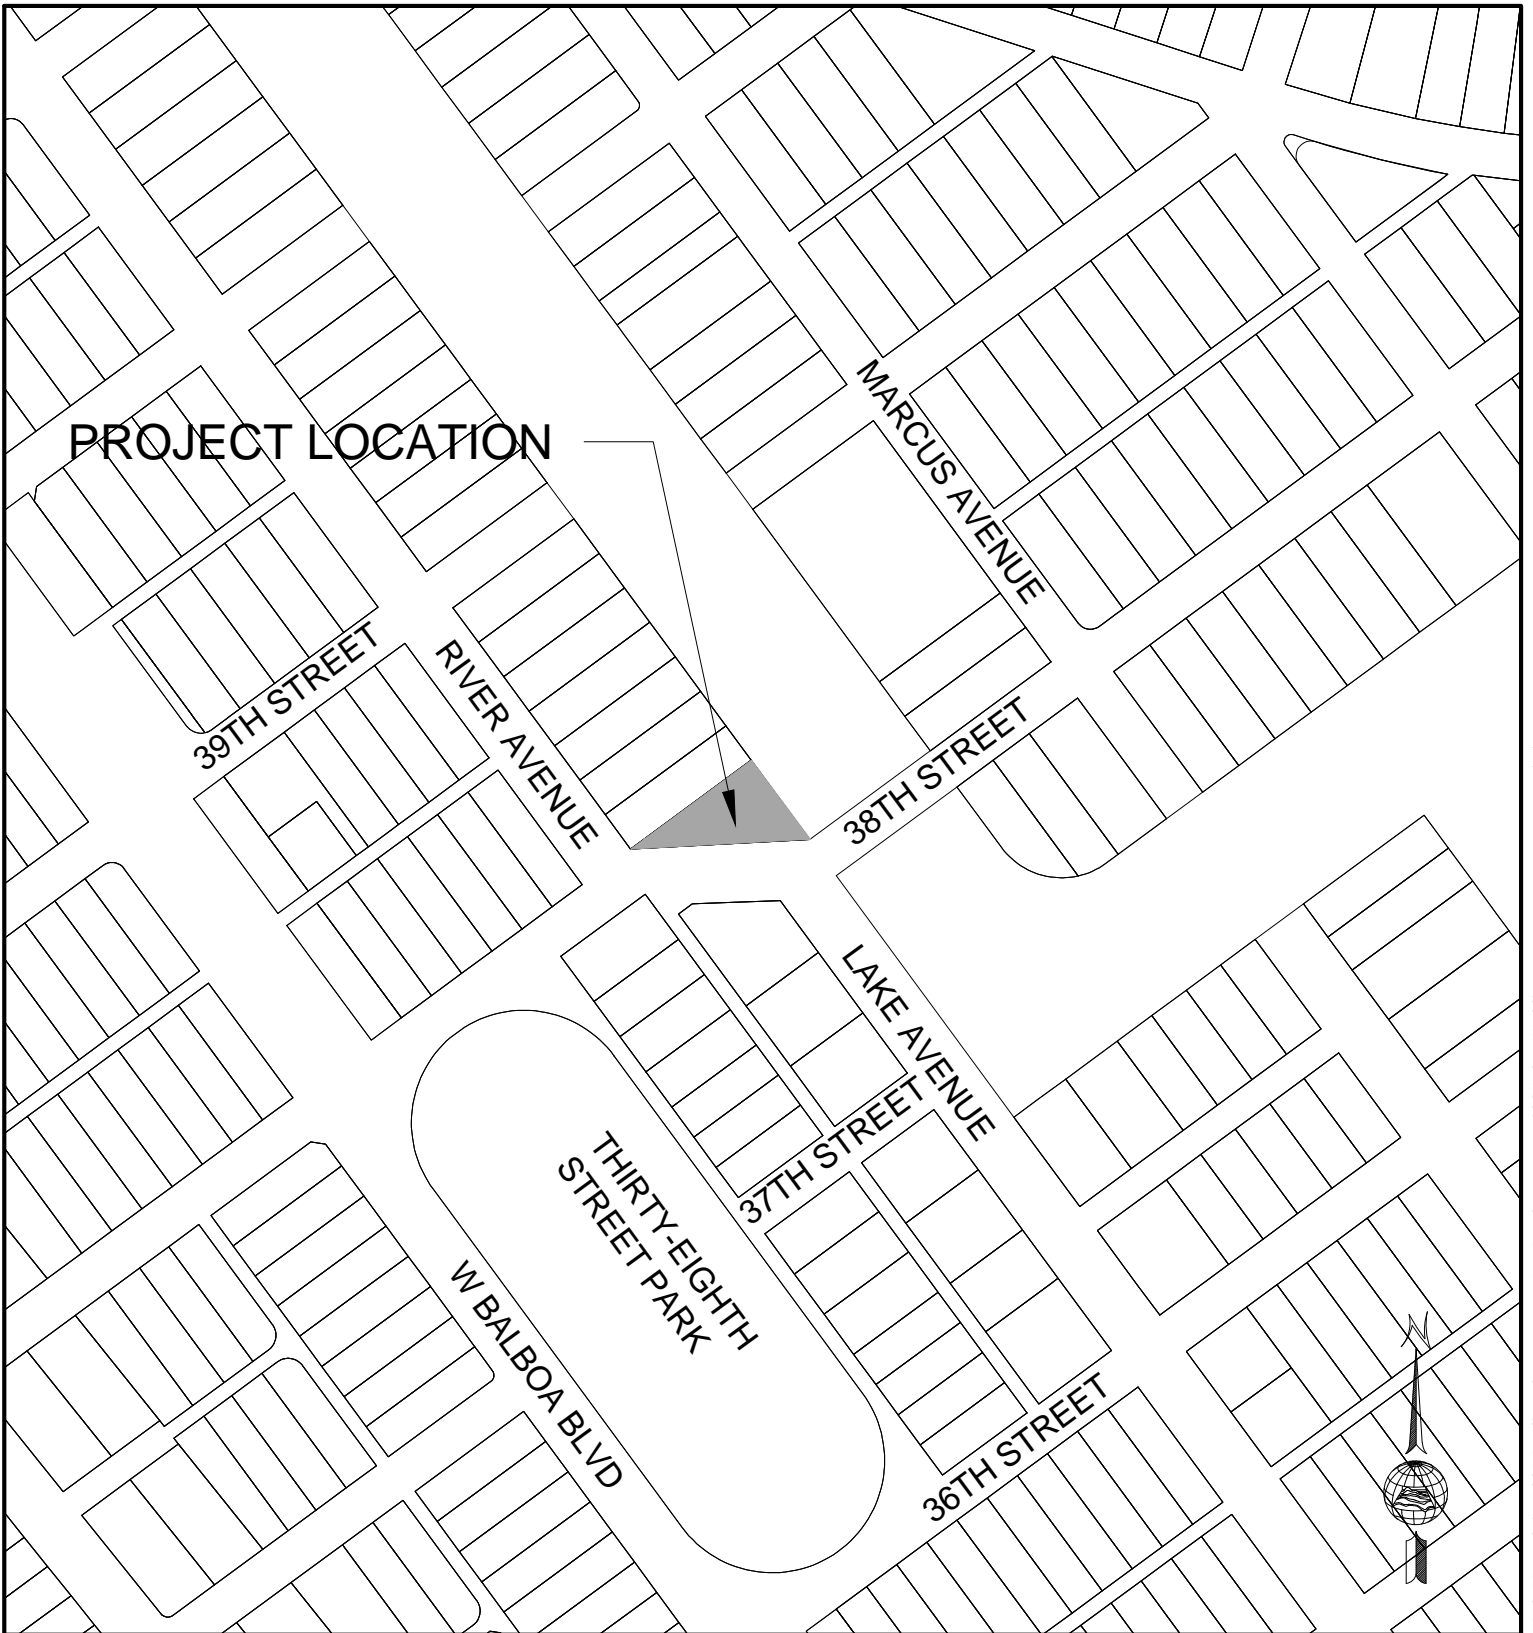 PROJECT LOCATION
MARCUS AVENUE
39TH STREET
RIVER AVENUE
38TH STREET
LAKE AVENUE
37TH STREET
THIRTY-EIGHTH
STREET PARK
W BALBOA BLVD
36TH STREET
N